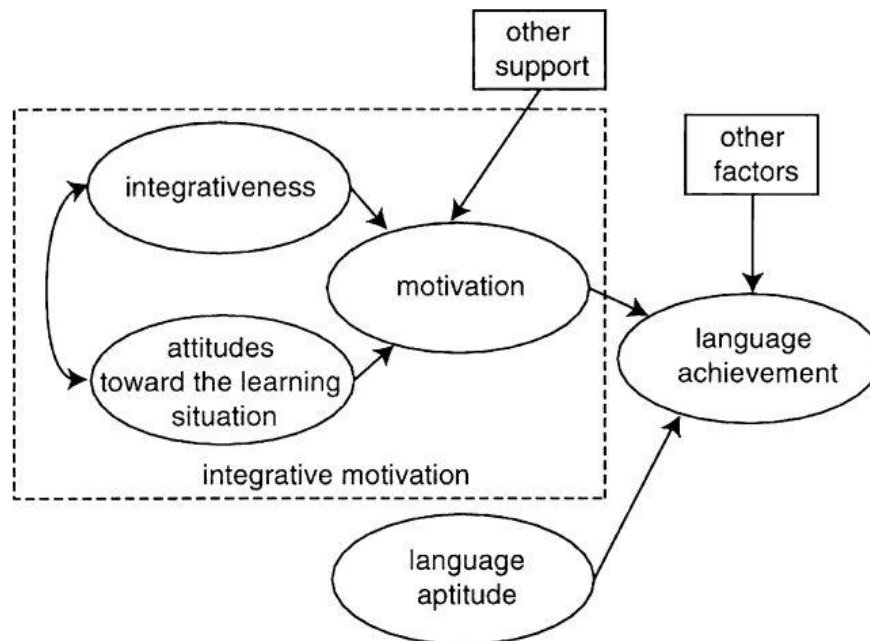 other
support
other
factors
integrativeness
motivation
attitudes
toward the learning
situation
language
achievement
integrative motivation
language
aptitude